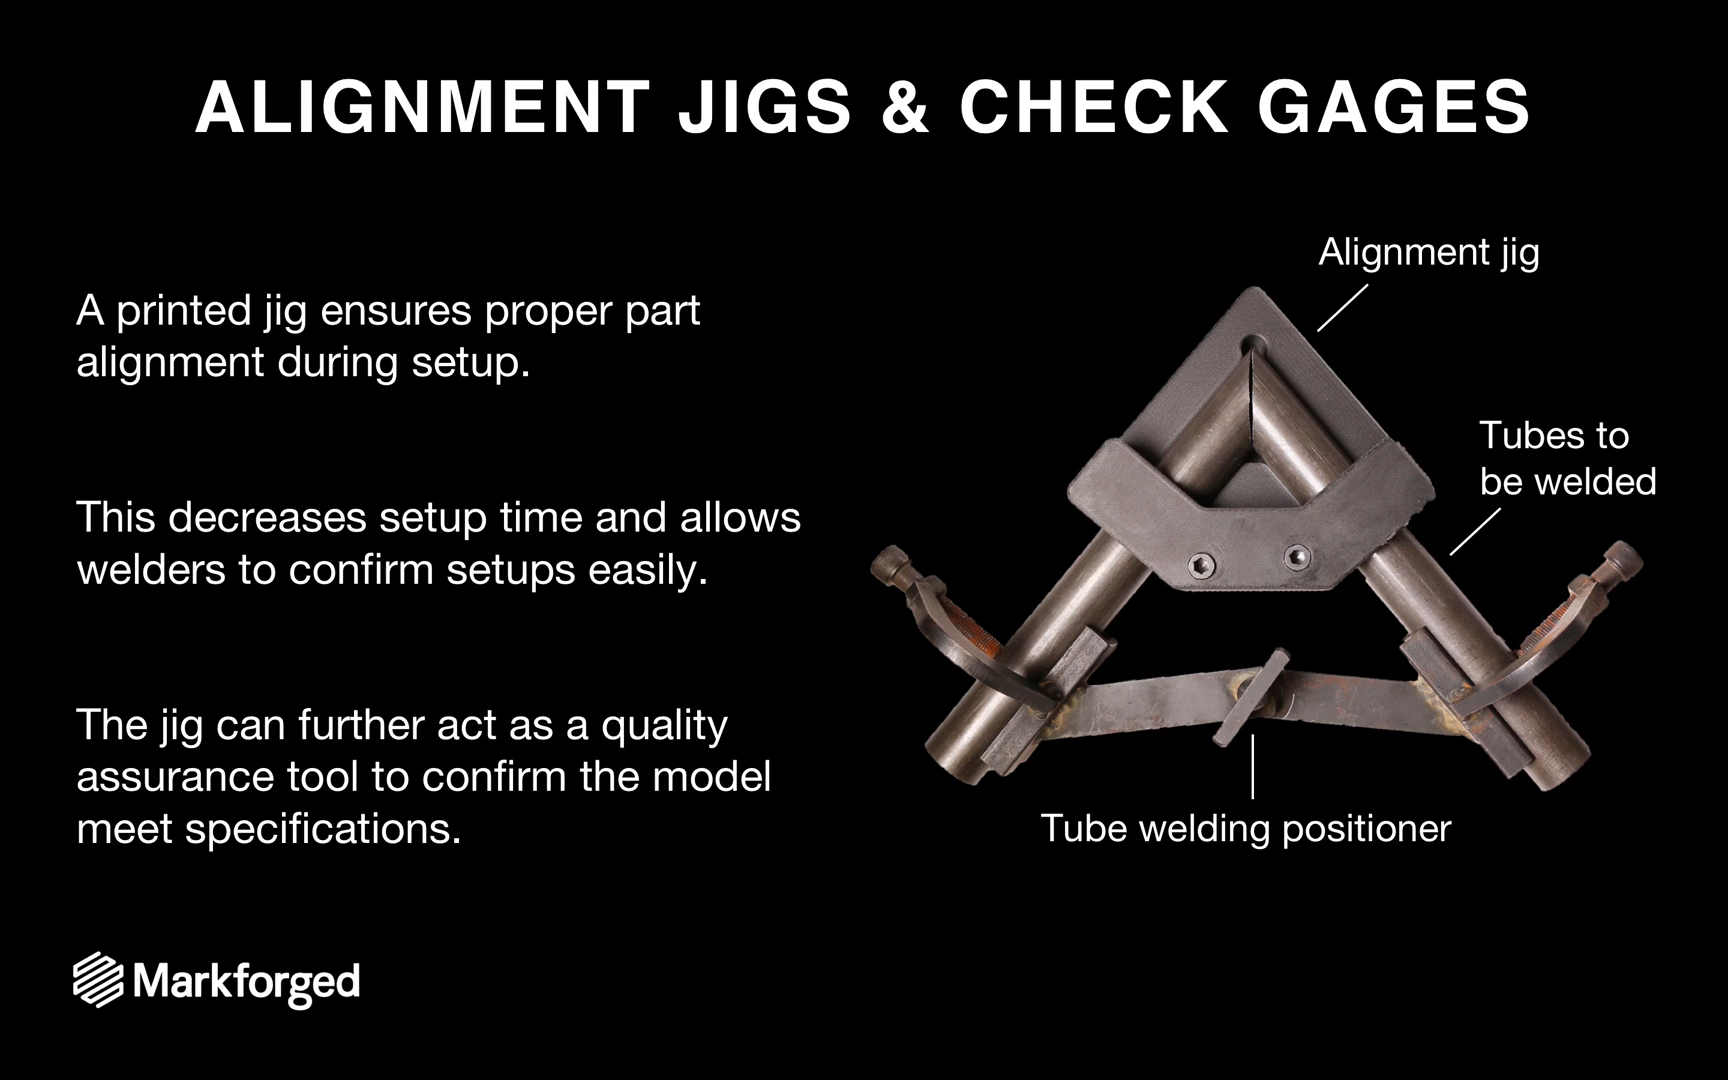 ALIGNMENT JIGS & CHECK GAGES
A printed jig ensures proper part
alignment during setup.
This decreases setup time and allows
welders to confirm setups easily.
The jig can further act as a quality
assurance tool to confirm the model
meet specifications.
Alignment jig
Tubes to
be welded
Tube welding positioner
Markforged